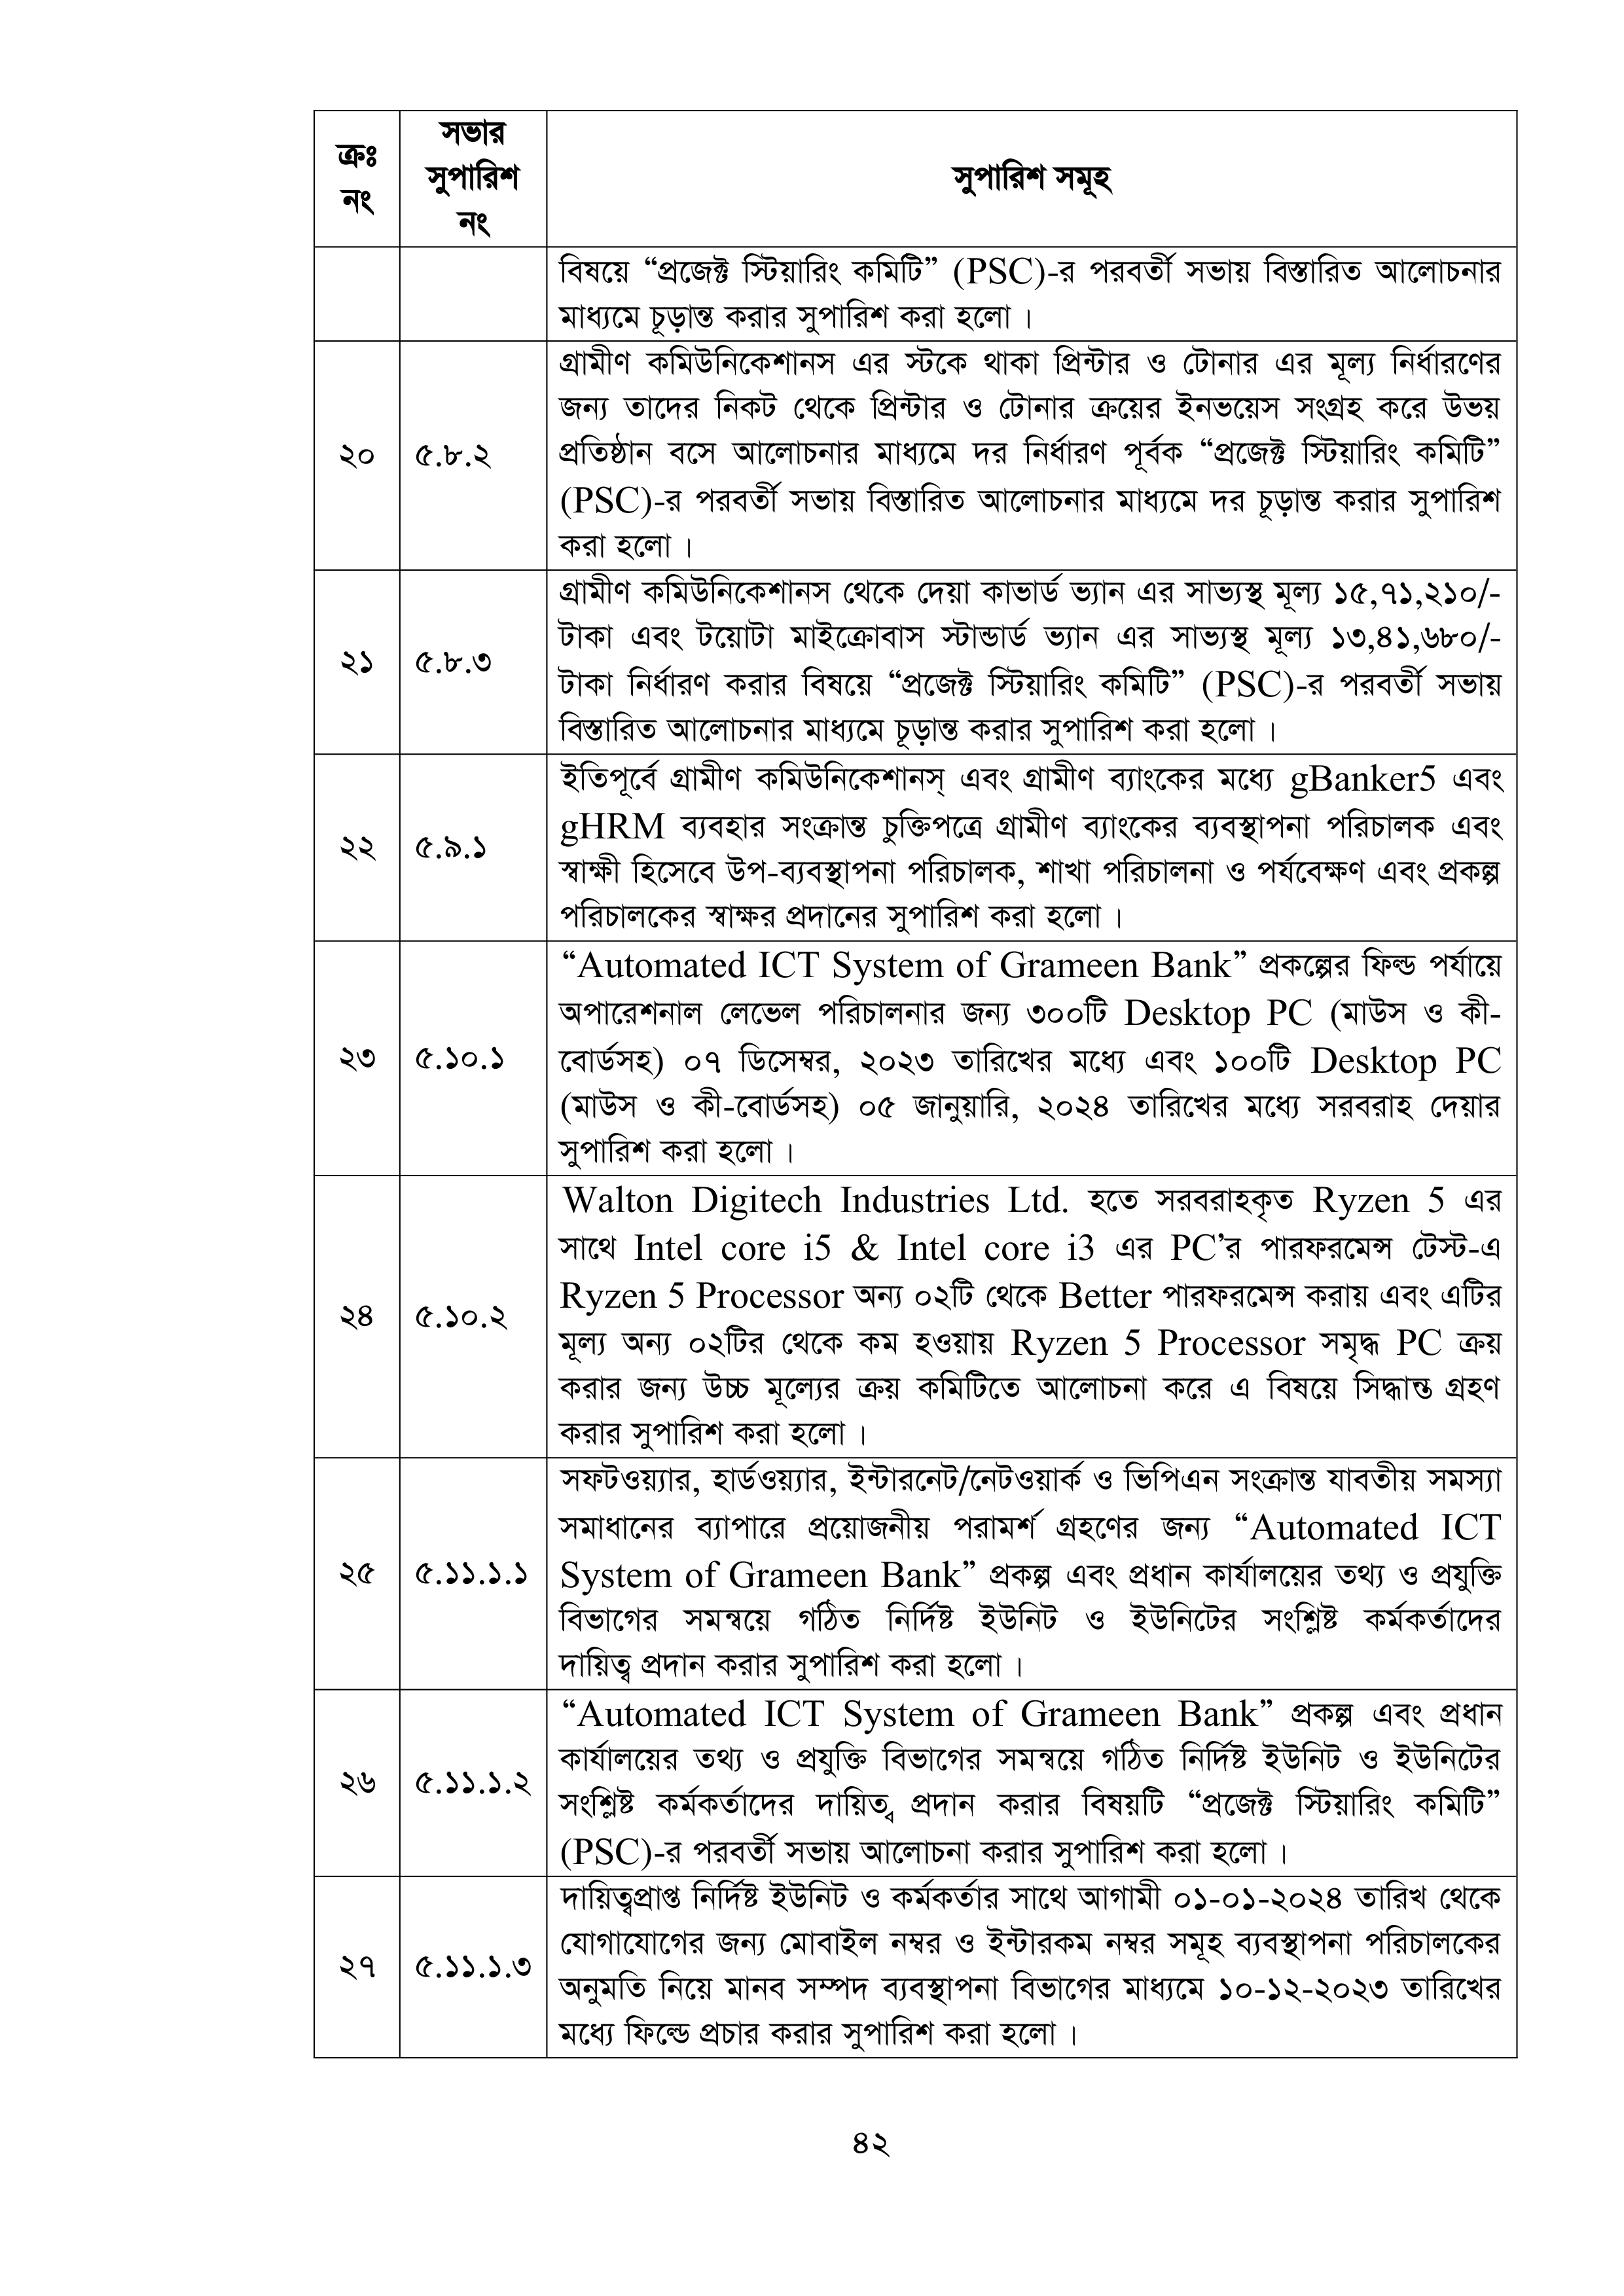 ক্রঃ
নং
সভার
সুপারিশ
নং
সুপারিশ সমূহ
বিষয়ে “প্রজেক্ট স্টিয়ারিং কমিটি” (PSC)-র পরবর্তী সভায় বিস্তারিত আলোচনার
মাধ্যমে চূড়ান্ত করার সুপারিশ করা হলো ।
২০
৫.৮.২
গ্রামীণ কমিউনিকেশানস এর স্টকে থাকা প্রিন্টার ও টোনার এর মূল্য নির্ধারণের
জন্য তাদের নিকট থেকে প্রিন্টার ও টোনার ক্রয়ের ইনভয়েস সংগ্রহ করে উভয়
প্রতিষ্ঠান বসে আলোচনার মাধ্যমে দর নির্ধারণ পূর্বক “প্রজেক্ট স্টিয়ারিং কমিটি”
(PSC)-র পরবর্তী সভায় বিস্তারিত আলোচনার মাধ্যমে দর চূড়ান্ত করার সুপারিশ
করা হলো ।
২১
৫.৮.৩
গ্রামীণ কমিউনিকেশানস থেকে দেয়া কাভার্ড ভ্যান এর সাভ্যস্থ মূল্য ১৫,৭১,২১০/-
টাকা এবং টয়োটা মাইক্রোবাস স্টান্ডার্ড ভ্যান এর সাভ্যস্থ মূল্য ১৩,৪১,৬৮০/-
টাকা নির্ধারণ করার বিষয়ে “প্রজেক্ট স্টিয়ারিং কমিটি” (PSC)-র পরবর্তী সভায়
বিস্তারিত আলোচনার মাধ্যমে চূড়ান্ত করার সুপারিশ করা হলো ।
২২
৫.৯.১
ইতিপূর্বে গ্রামীণ কমিউনিকেশানস্ এবং গ্রামীণ ব্যাংকের মধ্যে gBanker5 এবং
gHRM ব্যবহার সংক্রান্ত চুক্তিপত্রে গ্রামীণ ব্যাংকের ব্যবস্থাপনা পরিচালক এবং
স্বাক্ষী হিসেবে উপ-ব্যবস্থাপনা পরিচালক, শাখা পরিচালনা ও পর্যবেক্ষণ এবং প্রকল্প
পরিচালকের স্বাক্ষর প্রদানের সুপারিশ করা হলো ।
২৩
৫.১০.১
“Automated ICT System of Grameen Bank” প্রকল্পের ফিল্ড পর্যায়ে
অপারেশনাল লেভেল পরিচালনার জন্য ৩০০টি Desktop PC (মাউস ও কী-
বোর্ডসহ) ০৭ ডিসেম্বর, ২০২৩ তারিখের মধ্যে এবং ১০০টি Desktop PC
(মাউস ও কী-বোর্ডসহ) ০৫ জানুয়ারি, ২০২৪ তারিখের মধ্যে সরবরাহ দেয়ার
সুপারিশ করা হলো ।
২৪
৫.১০.২
Walton Digitech Industries Ltd. হতে সরবরাহকৃত Ryzen 5 এর
সাথে Intel core i5 & Intel core i3 এর PC’র পারফরমেন্স টেস্ট-এ
Ryzen 5 Processor অন্য ০২টি থেকে Better পারফরমেন্স করায় এবং এটির
মূল্য অন্য ০২টির থেকে কম হওয়ায় Ryzen 5 Processor সমৃদ্ধ PC ক্রয়
করার জন্য উচ্চ মূল্যের ক্রয় কমিটিতে আলোচনা করে এ বিষয়ে সিদ্ধান্ত গ্রহণ
করার সুপারিশ করা হলো ।
২৫
৫.১১.১.১
সফটওয়্যার, হার্ডওয়্যার, ইন্টারনেট/নেটওয়ার্ক ও ভিপিএন সংক্রান্ত যাবতীয় সমস্যা
সমাধানের ব্যাপারে প্রয়োজনীয় পরামর্শ গ্রহণের জন্য “Automated ICT
System of Grameen Bank” প্রকল্প এবং প্রধান কার্যালয়ের তথ্য ও প্রযুক্তি
বিভাগের সমন্বয়ে গঠিত নির্দিষ্ট ইউনিট ও ইউনিটের সংশ্লিষ্ট কর্মকর্তাদের
দায়িত্ব প্রদান করার সুপারিশ করা হলো ।
২৬
৫.১১.১.২
“Automated ICT System of Grameen Bank” প্রকল্প এবং প্রধান
কার্যালয়ের তথ্য ও প্রযুক্তি বিভাগের সমন্বয়ে গঠিত নির্দিষ্ট ইউনিট ও ইউনিটের
সংশ্লিষ্ট কর্মকর্তাদের দায়িত্ব প্রদান করার বিষয়টি “প্রজেক্ট স্টিয়ারিং কমিটি”
(PSC)-র পরবর্তী সভায় আলোচনা করার সুপারিশ করা হলো ।
২৭
৫.১১.১.৩
দায়িত্বপ্রাপ্ত নির্দিষ্ট ইউনিট ও কর্মকর্তার সাথে আগামী ০১-০১-২০২৪ তারিখ থেকে
যোগাযোগের জন্য মোবাইল নম্বর ও ইন্টারকম নম্বর সমূহ ব্যবস্থাপনা পরিচালকের
অনুমতি নিয়ে মানব সম্পদ ব্যবস্থাপনা বিভাগের মাধ্যমে ১০-১২-২০২৩ তারিখের
মধ্যে ফিল্ডে প্রচার করার সুপারিশ করা হলো ।
৪২